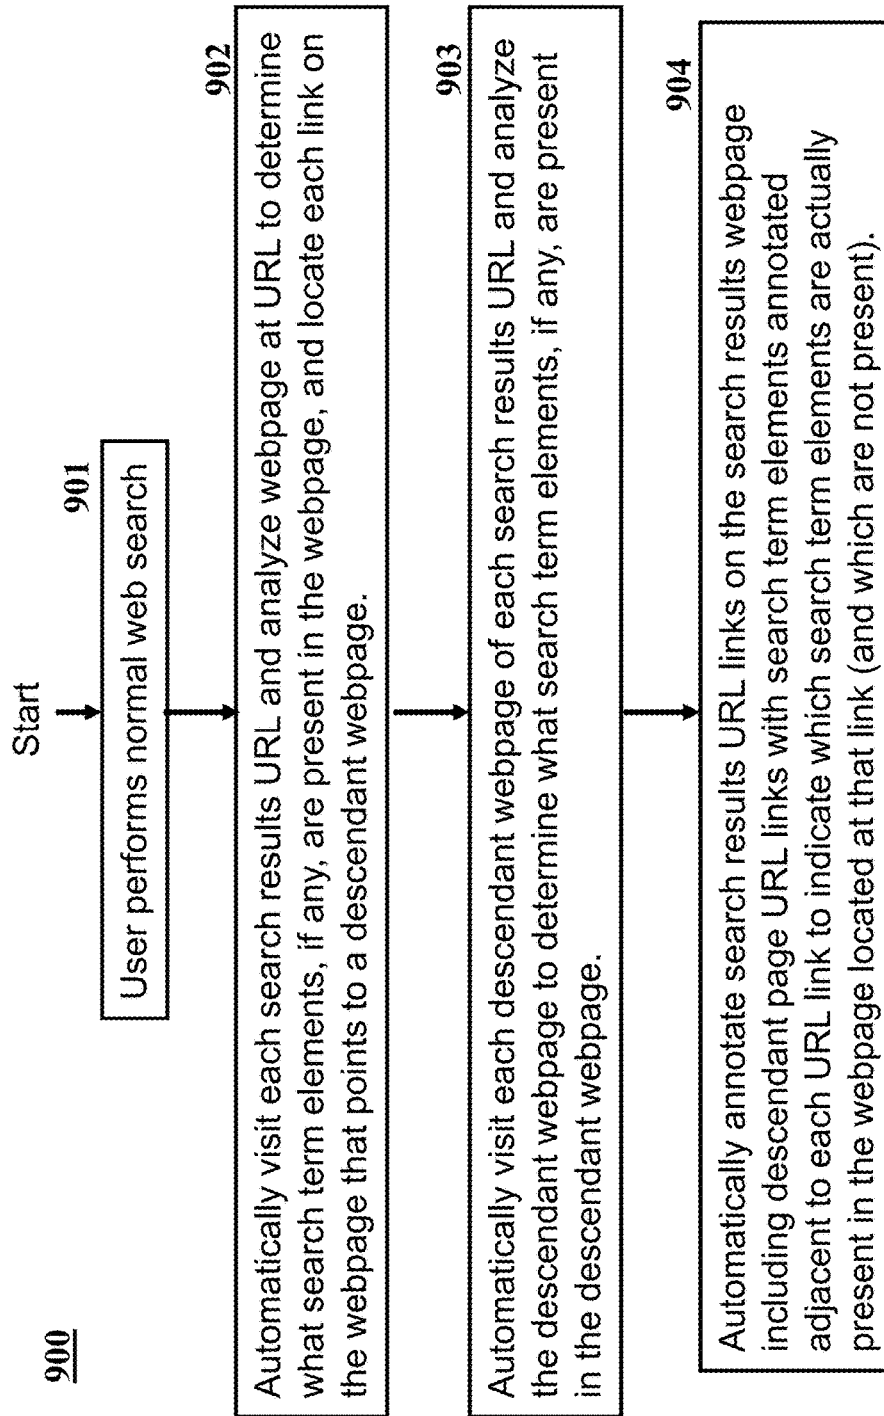 900
Start
901
User performs normal web search
902
Automatically visit each search results URL and analyze webpage at URL to determine
what search term elements, if any, are present in the webpage, and locate each link on
the webpage that points to a descendant webpage.
903
Automatically visit each descendant webpage of each search results URL and analyze
the descendant webpage to determine what search term elements, if any, are present
in the descendant webpage.
904
Automatically annotate search results URL links on the search results webpage
including descendant page URL links with search term elements annotated
adjacent to each URL link to indicate which search term elements are actually
present in the webpage located at that link (and which are not present).